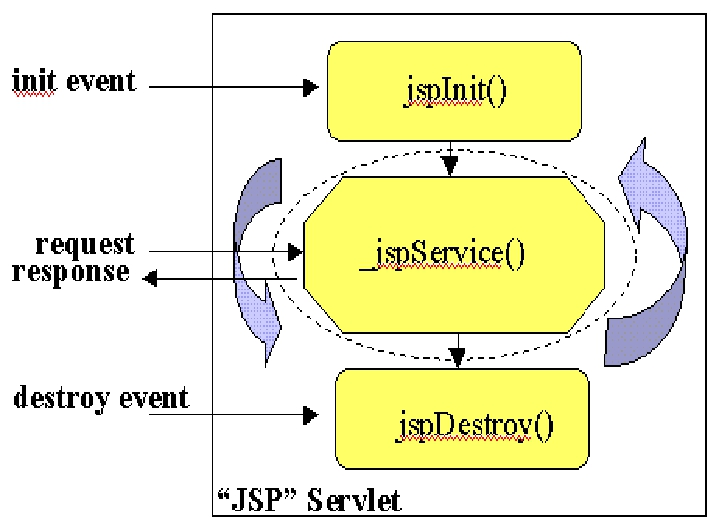 init event
jspInit()
request
response
_jspService()
destroy event
jspDestroy()
“JSP” Servlet